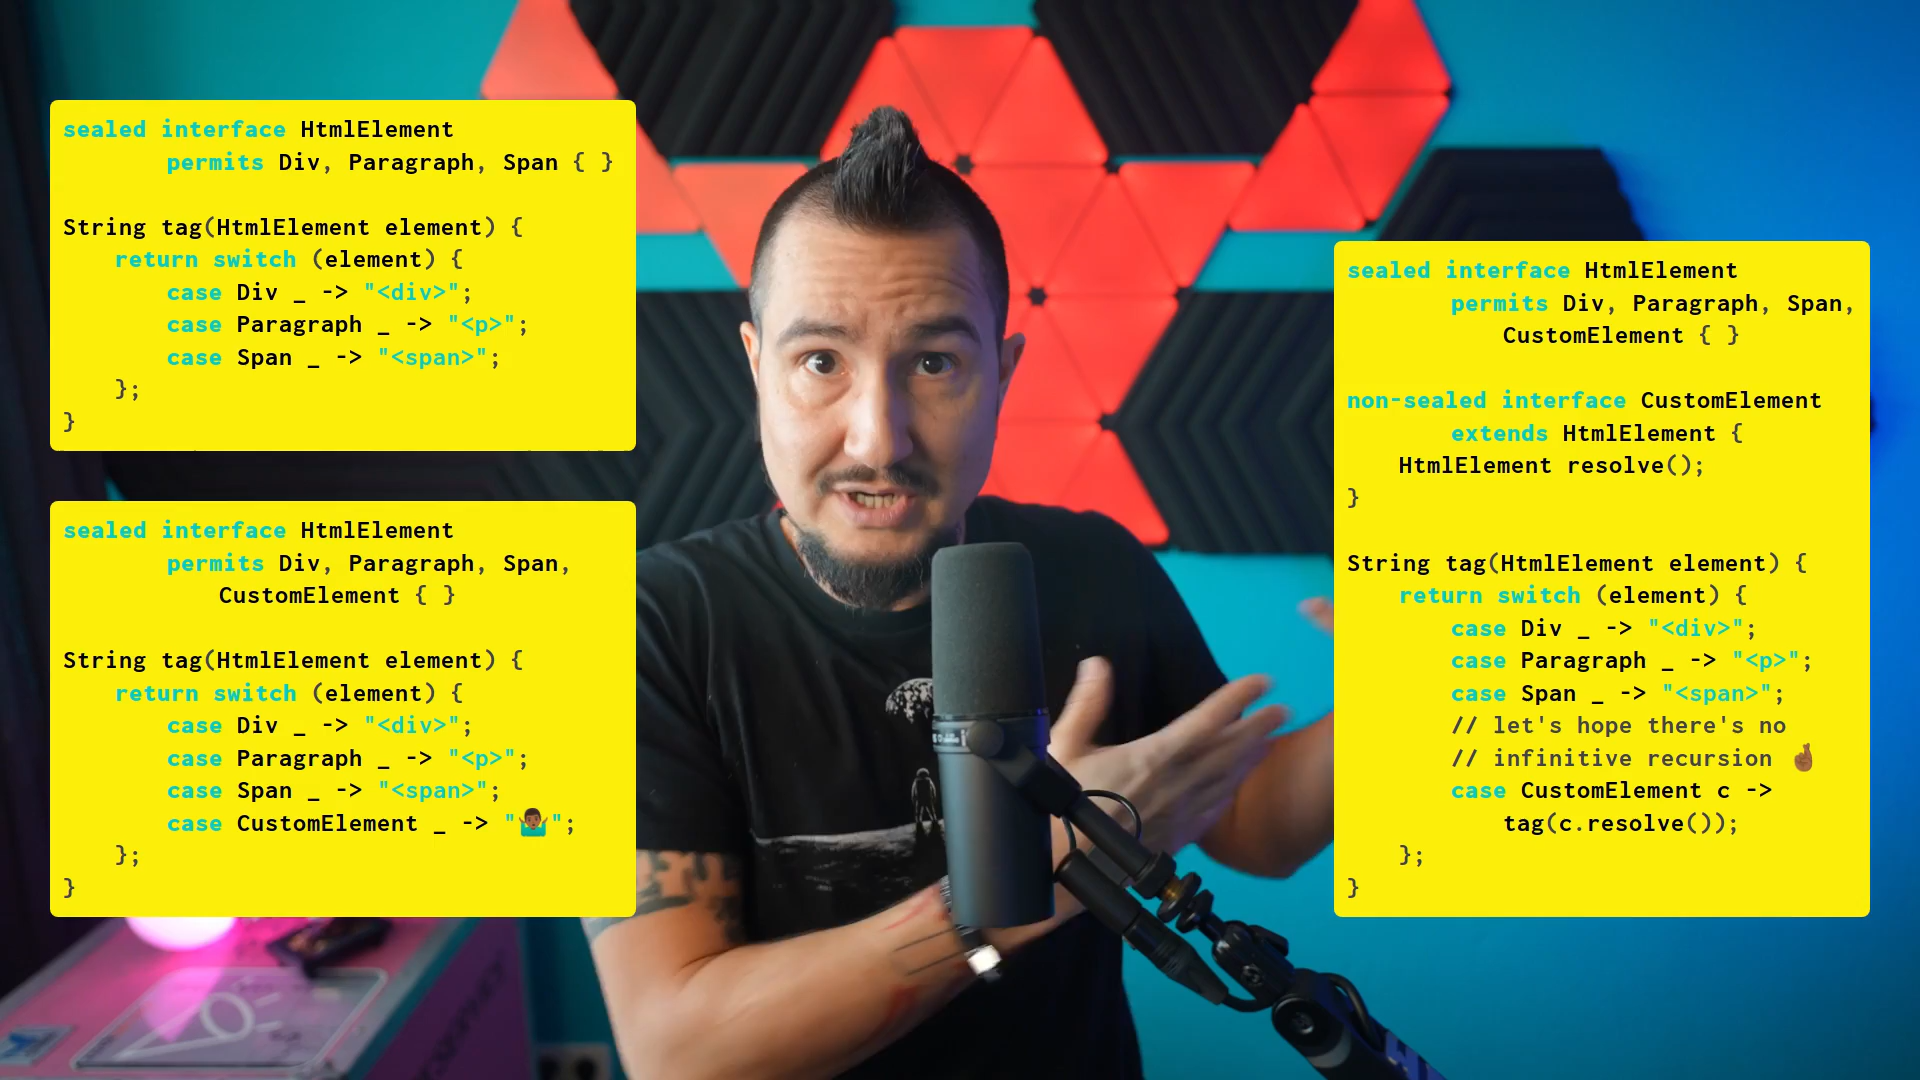 sealed interface HtmlElement
permits Div, Paragraph, Span { }
String tag(HtmlElement element) {
return switch (element) {
case Div _ -> "<div>";
case Paragraph _ -> "<p>";
case Span _ -> "<span>";
};
}
sealed interface HtmlElement
permits Div, Paragraph, Span,
CustomElement { }
String tag(HtmlElement element) {
return switch (element) {
case Div _ -> "<div>";
case Paragraph _ -> "<p>";
case Span _ -> "<span>";
case CustomElement _ -> "🤷🏾‍♂️";
};
}
sealed interface HtmlElement
permits Div, Paragraph, Span,
CustomElement { }
non-sealed interface CustomElement
extends HtmlElement {
HtmlElement resolve();
}
String tag(HtmlElement element) {
return switch (element) {
case Div _ -> "<div>";
case Paragraph _ -> "<p>";
case Span _ -> "<span>";
// let's hope there's no
// infinitive recursion 🤞🏾
case CustomElement c ->
tag(c.resolve());
};
}